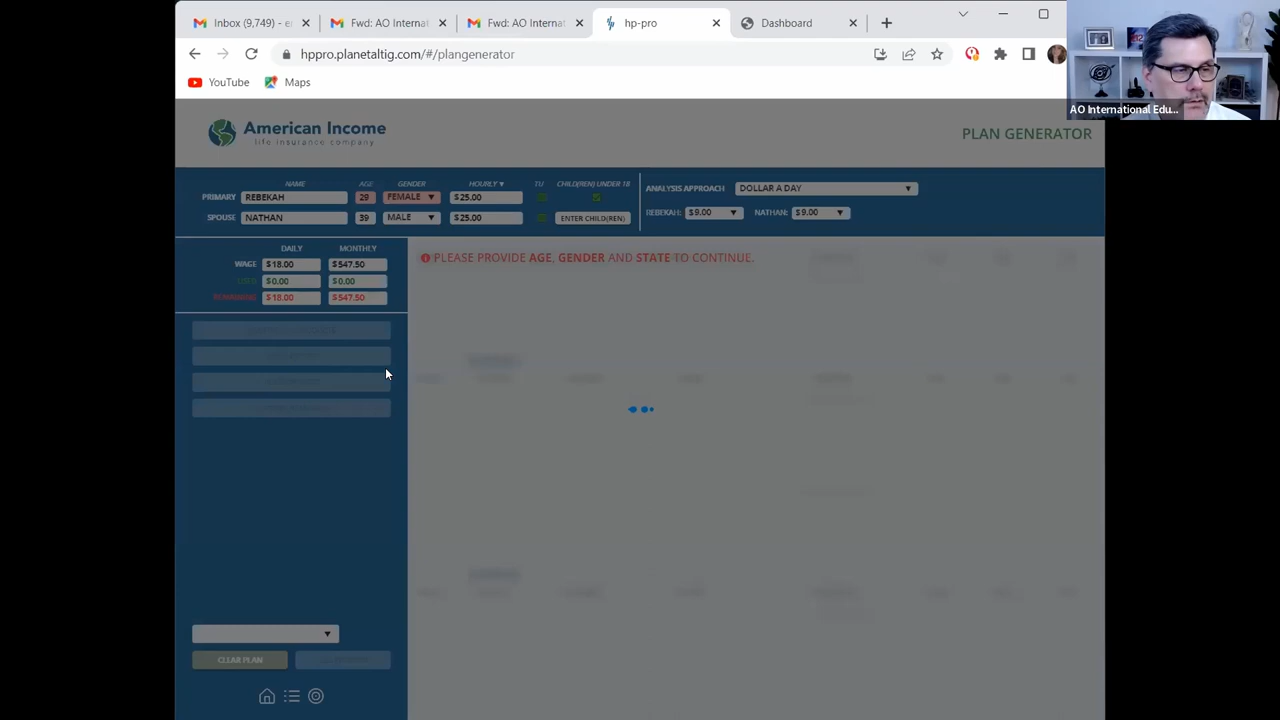 Inbox (9,749) - e
Fwd: AO Internat
Fwd: AO Internat
hp-pro
Dashboard
hppro.planetaltig.com/#/plangenerator
YouTube
Maps
AO International Edu...
American Income
life insurance company
PLAN GENERATOR
NAME AGE GENDER HOURLY TU CHILD(REN) UNDER 18
PRIMARY REBEKAH 29 FEMALE $25.00
SPOUSE NATHAN 39 MALE $25.00 ENTER CHILD(REN)
ANALYSIS APPROACH DOLLAR A DAY
REBEKAH: $9.00 NATHAN: $9.00
DAILY MONTHLY
WAGE $18.00 $547.50
$0.00 $0.00
$18.00 $547.50
PLEASE PROVIDE AGE, GENDER AND STATE TO CONTINUE.
CLEAR PLAN